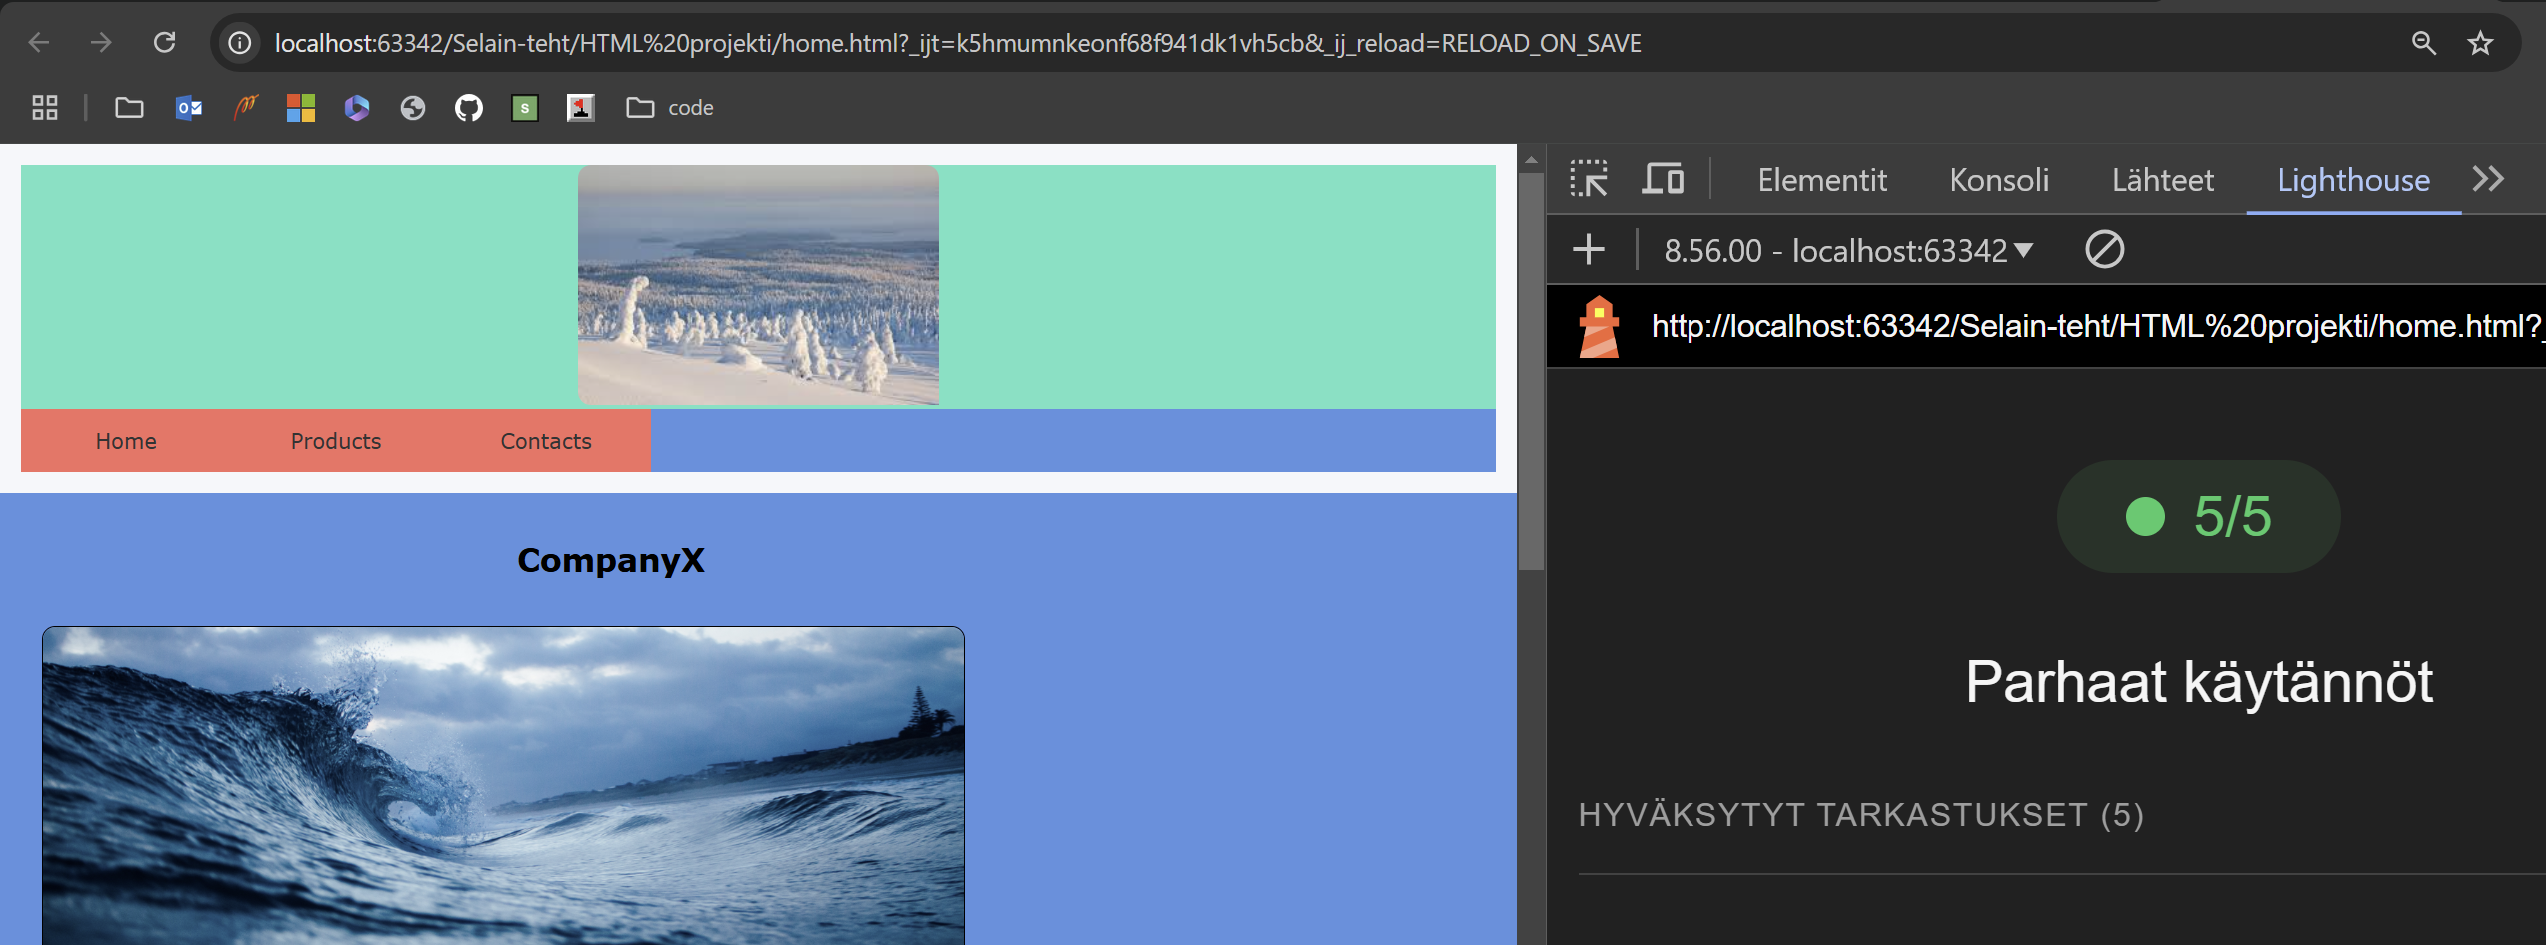 localhost:63342/Selain-teht/HTML%20projekti/home.html?_ijt=k5hmumnkeonf68f941dk1vh5cb&_ij_reload=RELOAD_ON_SAVE
code
Home Products Contacts
CompanyX
Elementit Konsoli Lähteet Lighthouse
8.56.00 - localhost:63342
http://localhost:63342/Selain-teht/HTML%20projekti/home.html?_
5/5
Parhaat käytännöt
HYVÄKSYTYT TARKASTUKSET (5)